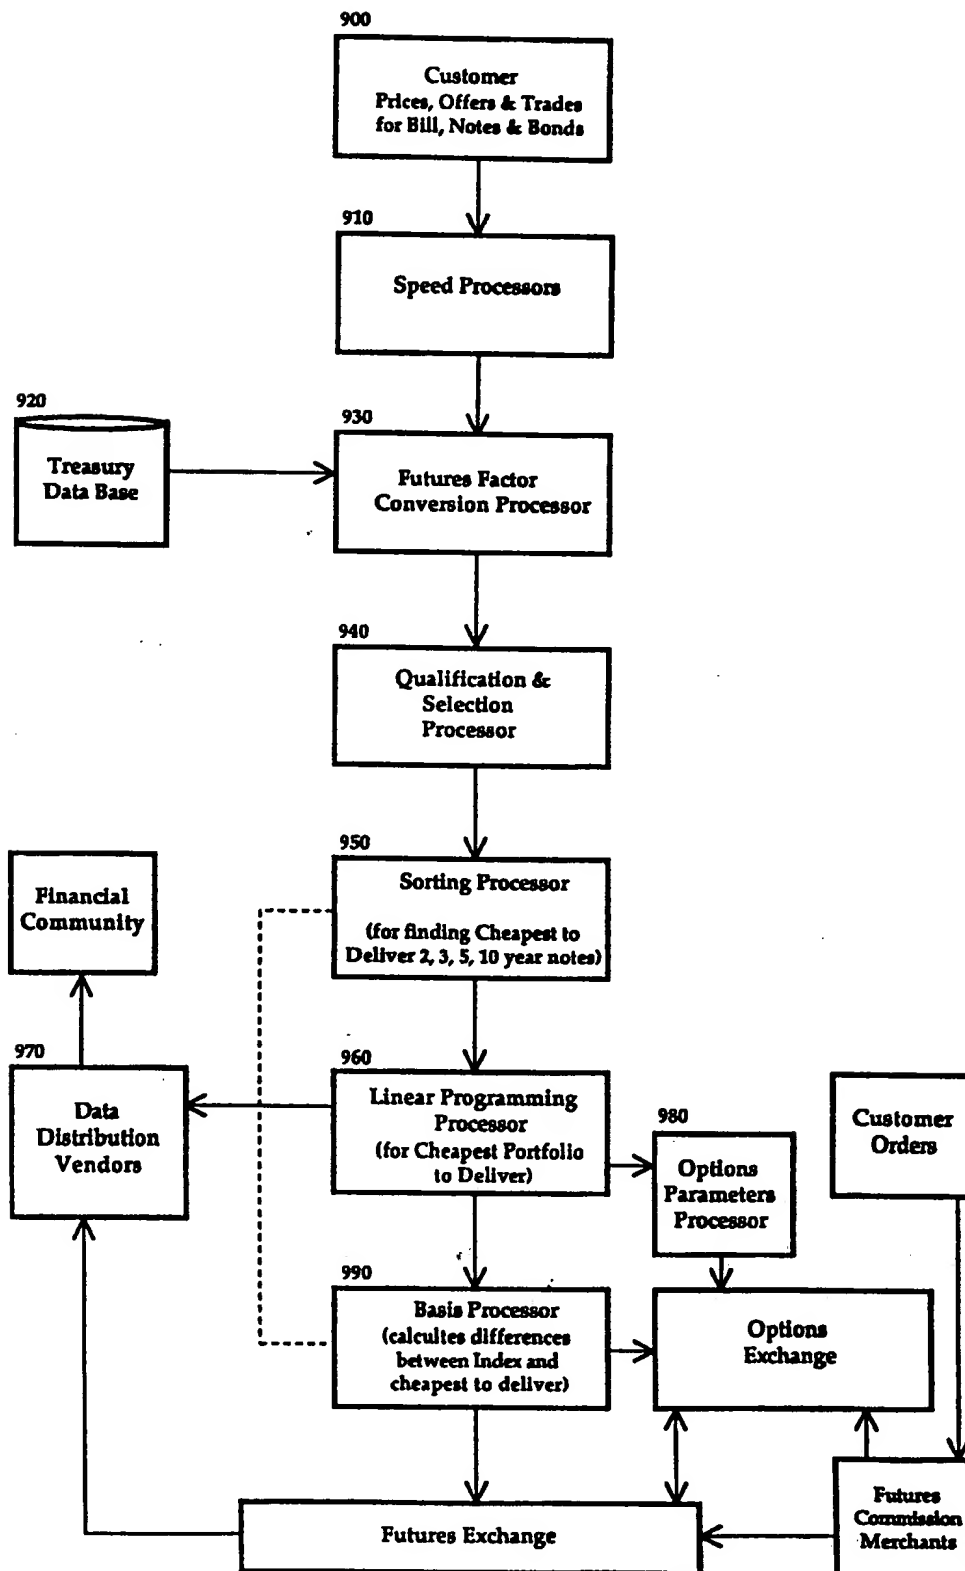 900
Customer
Prices, Offers & Trades
for Bill, Notes & Bonds
910
Speed Processors
920
Treasury
Data Base
930
Futures Factor
Conversion Processor
940
Qualification &
Selection
Processor
950
Sorting Processor
(for finding Cheapest to
Deliver 2, 3, 5, 10 year notes)
Financial
Community
960
Linear Programming
Processor
(for Cheapest Portfolio
to Deliver)
970
Data
Distribution
Vendors
980
Options
Parameters
Processor
Customer
Orders
990
Basis Processor
(calcultes differences
between Index and
cheapest to deliver)
Options
Exchange
Futures Exchange
Futures
Commission
Merchants